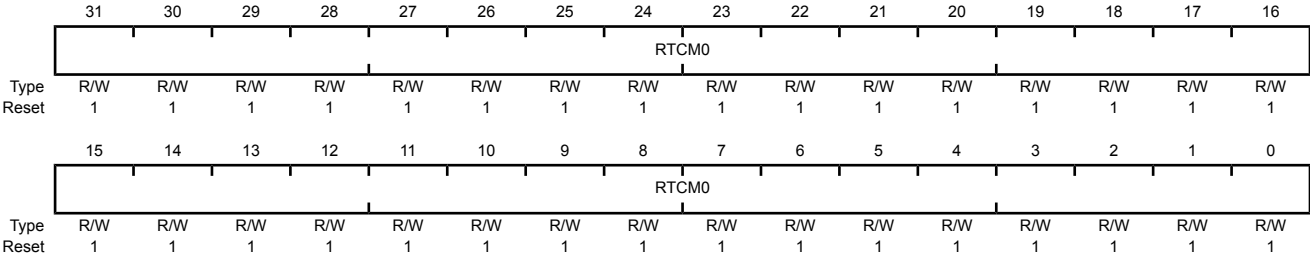 31 30 29 28 27 26 25 24 23 22 21 20 19 18 17 16
RTCM0
Type R/W R/W R/W R/W R/W R/W R/W R/W R/W R/W R/W R/W R/W R/W R/W R/W
Reset 1 1 1 1 1 1 1 1 1 1 1 1 1 1 1 1
15 14 13 12 11 10 9 8 7 6 5 4 3 2 1 0
RTCM0
Type R/W R/W R/W R/W R/W R/W R/W R/W R/W R/W R/W R/W R/W R/W R/W R/W
Reset 1 1 1 1 1 1 1 1 1 1 1 1 1 1 1 1